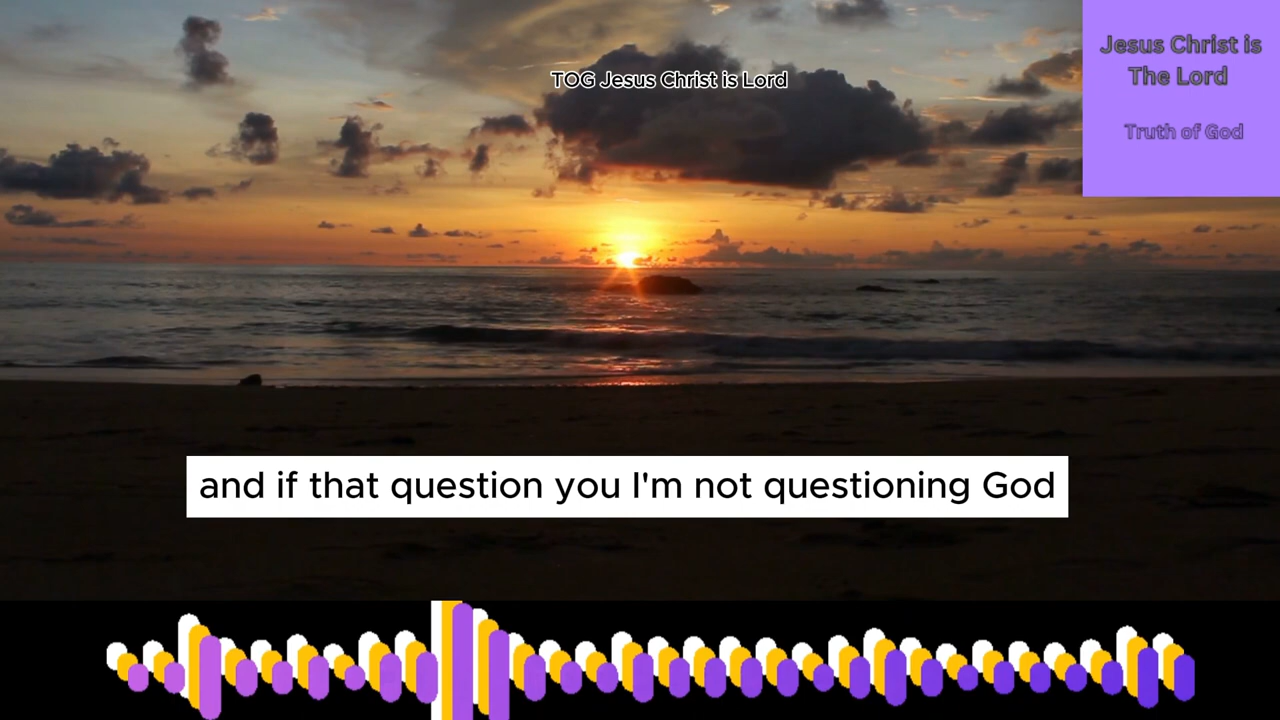 Jesus Christ is
The Lord
TOG Jesus Christ is Lord
Truth of God
and if that question you I'm not questioning God